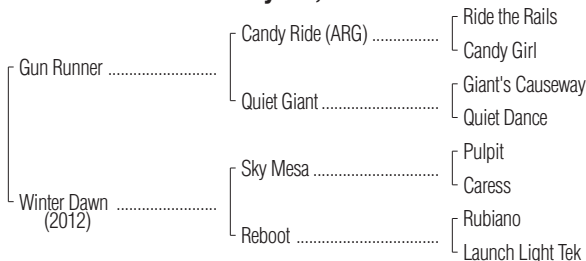 Ride the Rails
Candy Ride (ARG) ..................
Candy Girl
Gun Runner .............................
Giant's Causeway
Quiet Giant ...............................
Quiet Dance
Pulpit
Sky Mesa .................................
Caress
Winter Dawn ...........................
(2012)
Rubiano
Reboot ......................................
Launch Light Tek